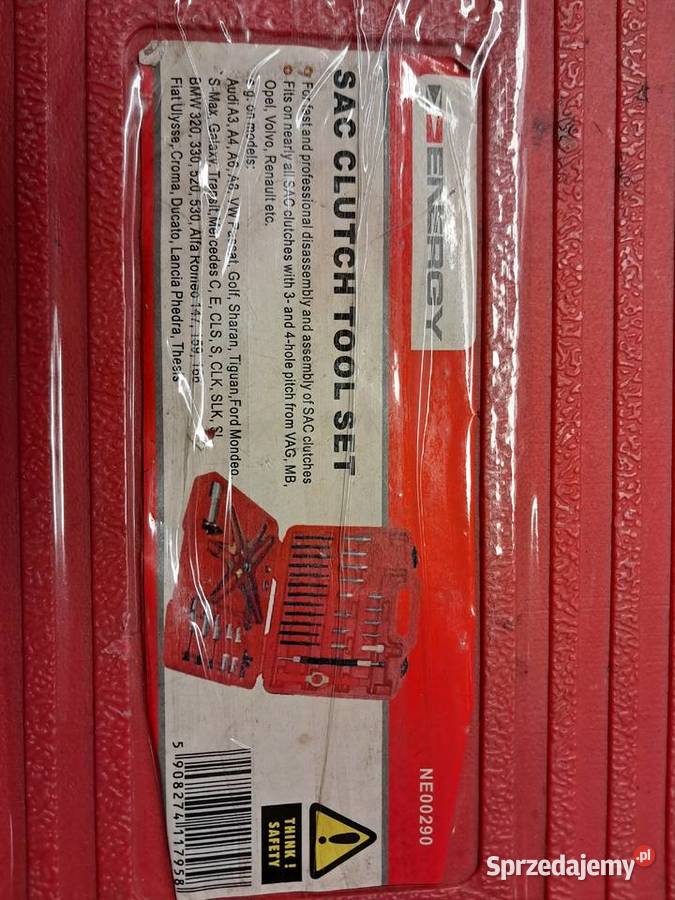 ENERGY
SAC CLUTCH TOOL SET
For fast and professional disassembly and assembly of SAC clutches
Fits on nearly all SAC clutches with 3- and 4-hole pitch from VAG, MB,
Opel, Volvo, Renault etc.
e.g. on models:
Audi A3, A4, A6, A8, VW Passat, Golf, Sharan, Tiguan, Ford Mondeo
S-Max, Galaxy, Transit, Mercedes C, E, CLS, S, CLK, SLK, SL
BMW 320, 330, 520, 530, Alfa Romeo 147, 159,
Fiat Ulysse, Croma, Ducato, Lancia Phedra, Thesis
NE00290
THINK !
SAFETY
5 908274 117958
Sprzedajemy.pl